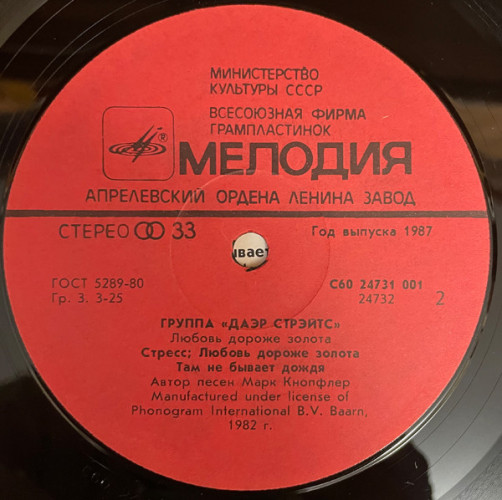 МИНИСТЕРСТВО
КУЛЬТУРЫ СССР
ВСЕСОЮЗНАЯ ФИРМА
ГРАМПЛАСТИНОК
®
МЕЛОДИЯ
АПРЕЛЕВСКИЙ ОРДЕНА ЛЕНИНА ЗАВОД
СТЕРЕО 33
Год выпуска 1987
ывает
ГОСТ 5289-80
Гр. 3. 3-25
С60 24731 001
24732
2
ГРУППА «ДАЭР СТРЭЙТС»
Любовь дороже золота
Стресс; Любовь дороже золота
Там не бывает дождя
Автор песен Марк Кнопфлер
Manufactured under license of
Phonogram International B.V. Baarn,
1982 г.